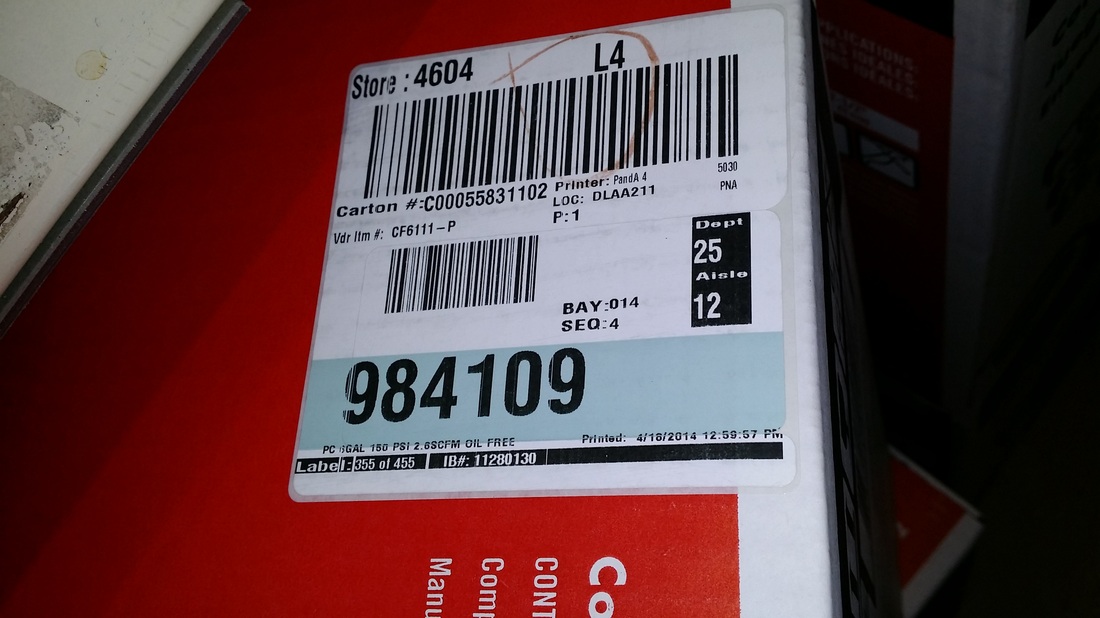 Store : 4604
L4
5030
PNA
Carton #:C00055831102
Printer: PandA 4
LOC: DLAA211
P:1
Vdr Itm #: CF6111-P
Dept
25
Aisle
12
BAY:014
SEQ:4
984109
PC 6GAL 150 PSI 2.6SCFM OIL FREE
Printed: 4/16/2014 12:59:57 PM
Label: 355 of 455
IB#: 11280130